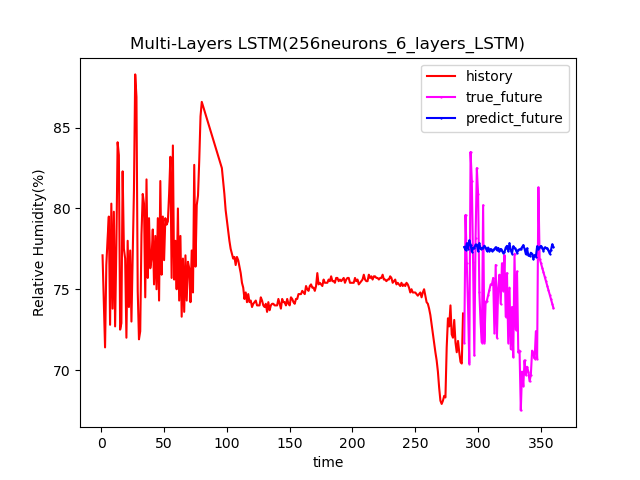 Multi-Layers LSTM(256neurons_6_layers_LSTM)
history
true_future
predict_future
Relative Humidity(%)
85
80
75
70
0 50 100 150 200 250 300 350
time